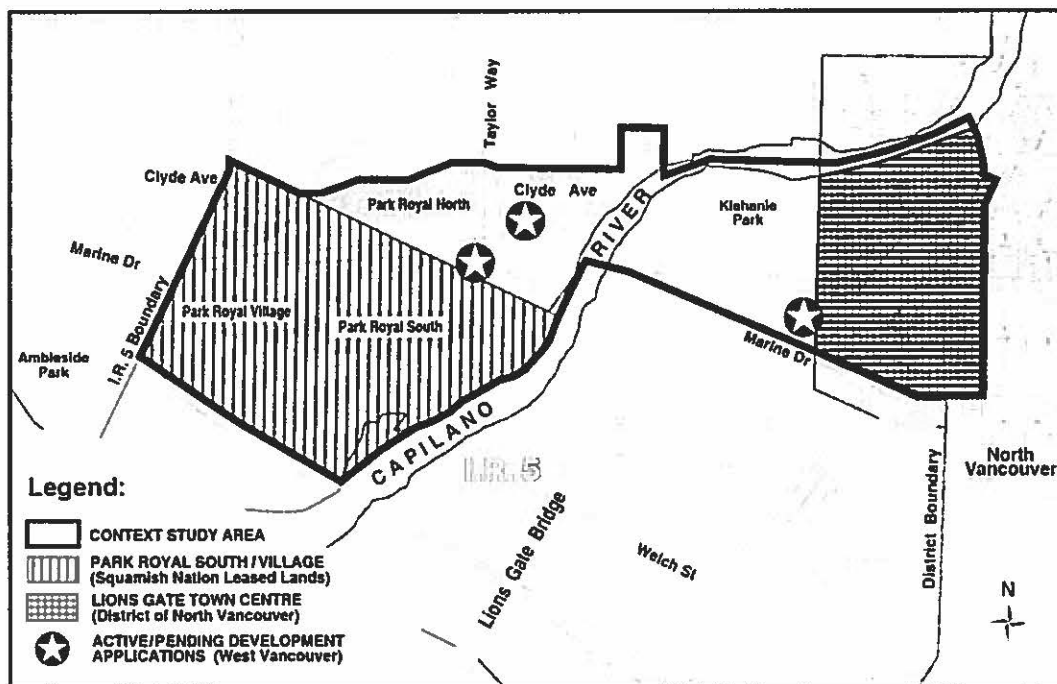 Taylor Way
Clyde Ave
Park Royal North
Clyde Ave
Klahanie
Park
RIVER
Marine Dr
I.R. 5 Boundary
Park Royal Village
Park Royal South
Ambleside
Park
Marine Dr
CAPILANO
I.R. 5
North
Vancouver
District Boundary
Lions Gate Bridge
Welch St
N
Legend:
CONTEXT STUDY AREA
PARK ROYAL SOUTH/VILLAGE
(Squamish Nation Leased Lands)
LIONS GATE TOWN CENTRE
(District of North Vancouver)
ACTIVE/PENDING DEVELOPMENT
APPLICATIONS (West Vancouver)